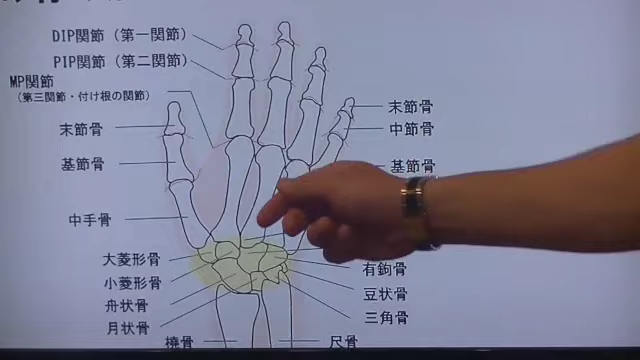 DIP関節（第一関節）
PIP関節（第二関節）
MP関節
（第三関節・付け根の関節）
末節骨
基節骨
中手骨
大菱形骨
小菱形骨
舟状骨
月状骨
橈骨
末節骨
中節骨
基節骨
有鉤骨
豆状骨
三角骨
尺骨